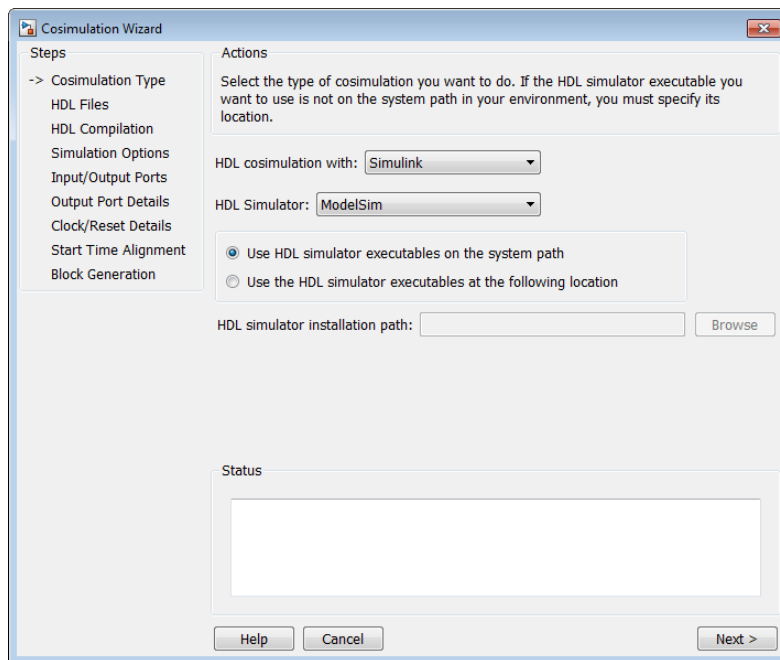 Cosimulation Wizard
Steps
-> Cosimulation Type
HDL Files
HDL Compilation
Simulation Options
Input/Output Ports
Output Port Details
Clock/Reset Details
Start Time Alignment
Block Generation
Actions
Select the type of cosimulation you want to do. If the HDL simulator executable you
want to use is not on the system path in your environment, you must specify its
location.
HDL cosimulation with: Simulink
HDL Simulator: ModelSim
Use HDL simulator executables on the system path
Use the HDL simulator executables at the following location
HDL simulator installation path: Browse
Status
Help Cancel Next >